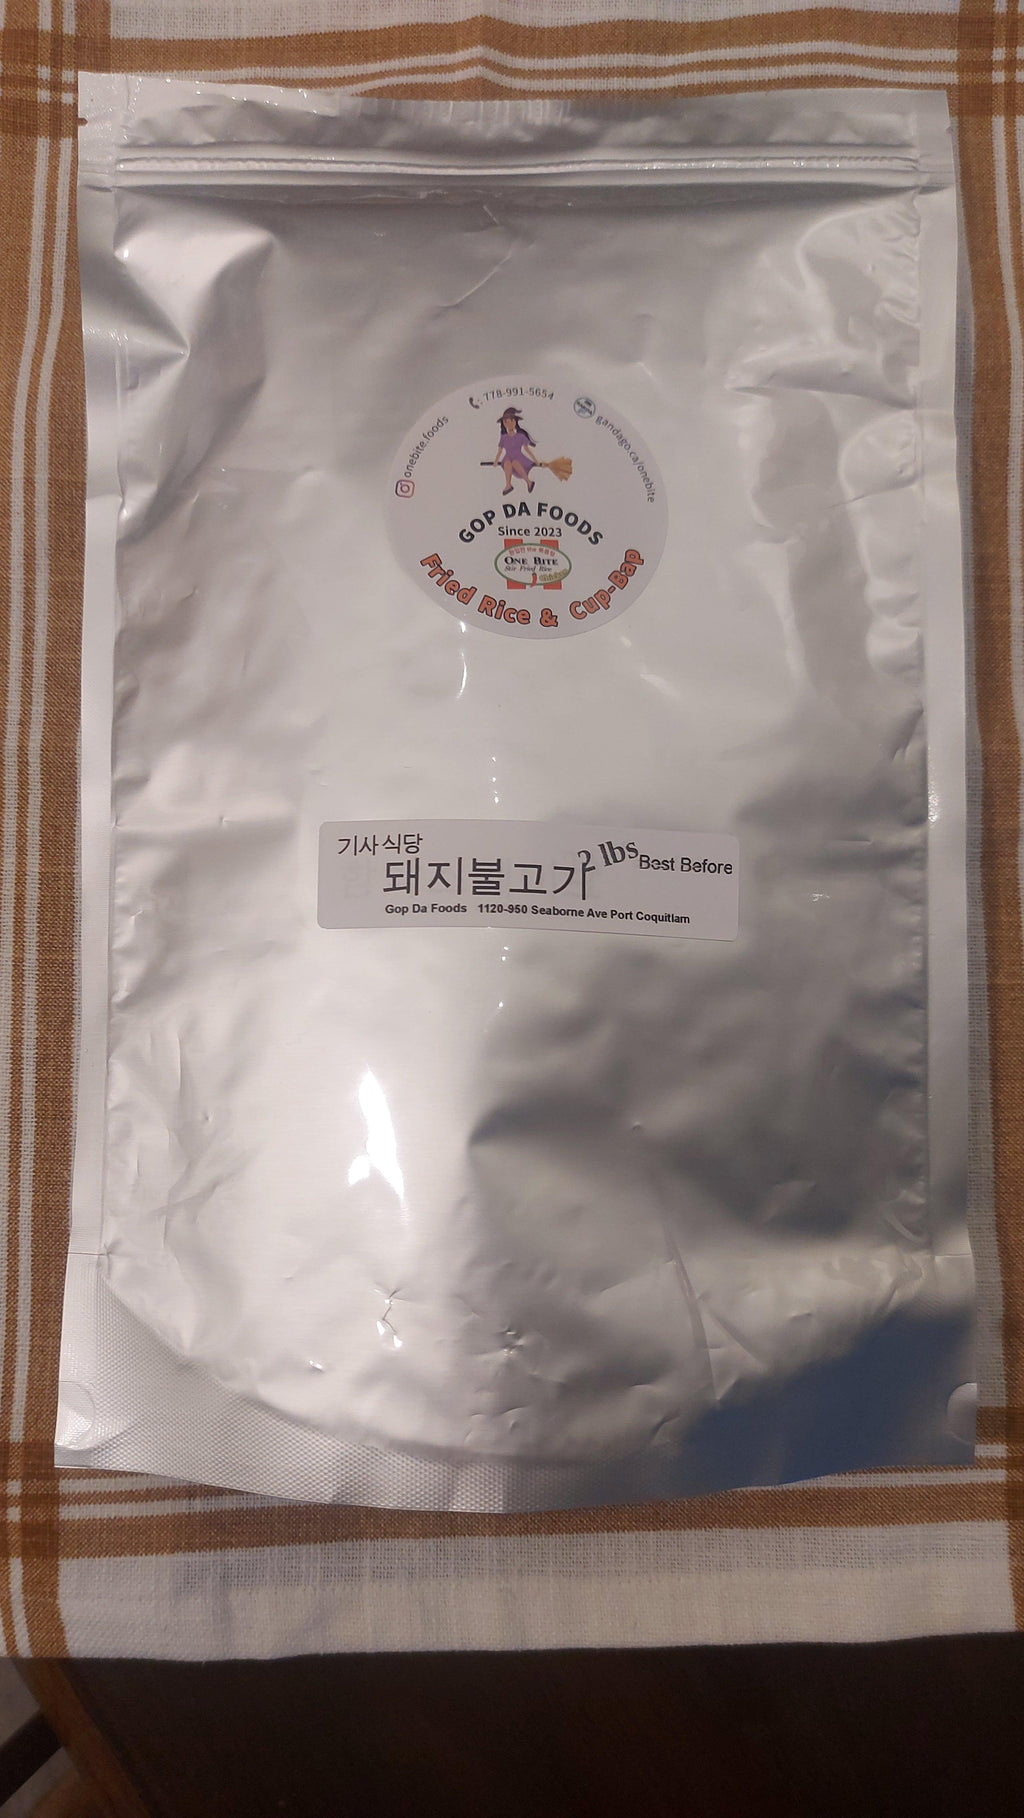 : 778-991-5654
onebite.foods
gandago.ca/onebite
GOP DA FOODS
Since 2023
ONE BITE
Stir Fried Rice
Chicken
Fried Rice & Cup-Bap
기사식당
돼지불고기
2 lbs
Best Before
Gop Da Foods 1120-950 Seaborne Ave Port Coquitlam